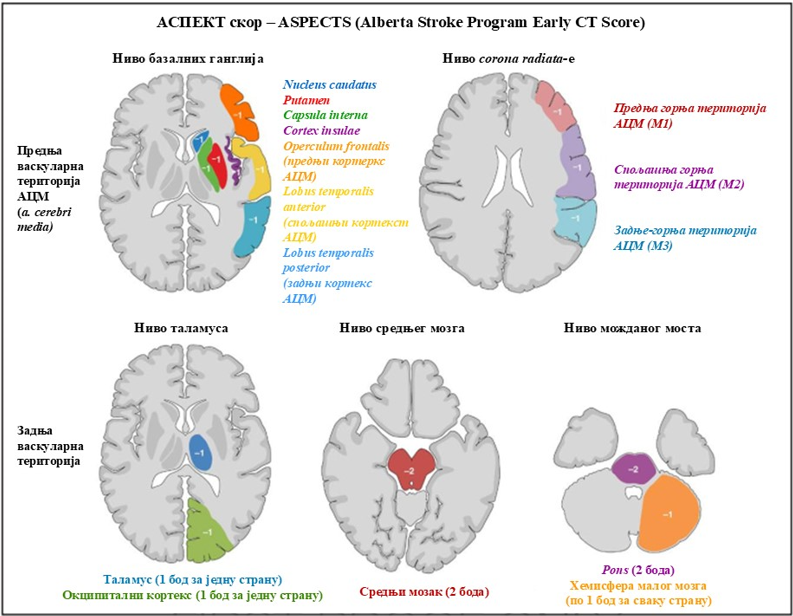 АСПЕКТ скор – ASPECTS (Alberta Stroke Program Early CT Score)
Ниво базалних ганглија
Ниво corona radiata-e
Предња
васкуларна
територија
АЦМ
(a. cerebri
media)
-1
-1
-1
-1
-1
Nucleus caudatus
Putamen
Capsula interna
Cortex insulae
Operculum frontalis
(предњи кортеркс
АЦМ)
Lobus temporalis
anterior
(спољашњи кортекст
АЦМ)
Lobus temporalis
posterior
(задњи кортекс
АЦМ)
-1
-1
-1
Предња горња територија
АЦМ (М1)
Спољашња горња
територија АЦМ (М2)
Задње-горња територија
АЦМ (М3)
Ниво таламуса
Ниво средњег мозга
Ниво можданог моста
Задња
васкуларна
територија
–1
–1
–2
–2
–1
Таламус (1 бод за једну страну)
Окципитални кортекс (1 бод за једну страну)
Средњи мозак (2 бода)
Pons (2 бода)
Хемисфера малог мозга
(по 1 бод за сваку страну)